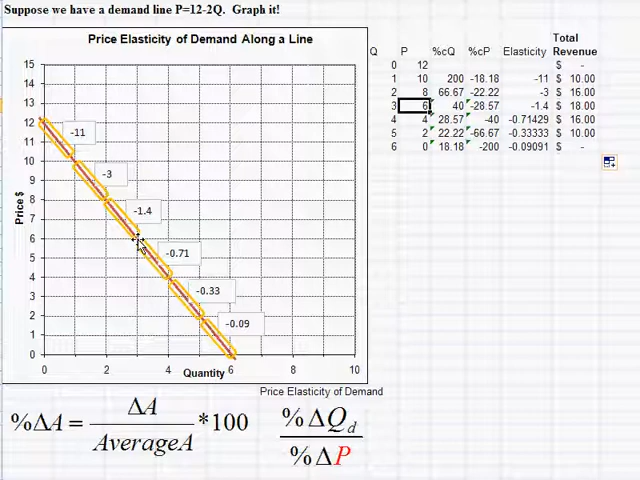 Suppose we have a demand line P=12-2Q.  Graph it!
Price Elasticity of Demand Along a Line
15
14
13
12
11
10
9
8
7
6
5
4
3
2
1
0
Price $
-11
-3
-1.4
-0.71
-0.33
-0.09
0 2 4 6 8 10
Quantity
Q P %cQ %cP Elasticity Total Revenue
0 12 $ -
1 10 200 -18.18 -11 $ 10.00
2 8 66.67 -22.22 -3 $ 16.00
3 6 40 -28.57 -1.4 $ 18.00
4 4 28.57 -40 -0.71429 $ 16.00
5 2 22.22 -66.67 -0.33333 $ 10.00
6 0 18.18 -200 -0.09091 $ -
Price Elasticity of Demand
%ΔA = ΔA / AverageA *100
%ΔQd / %ΔP